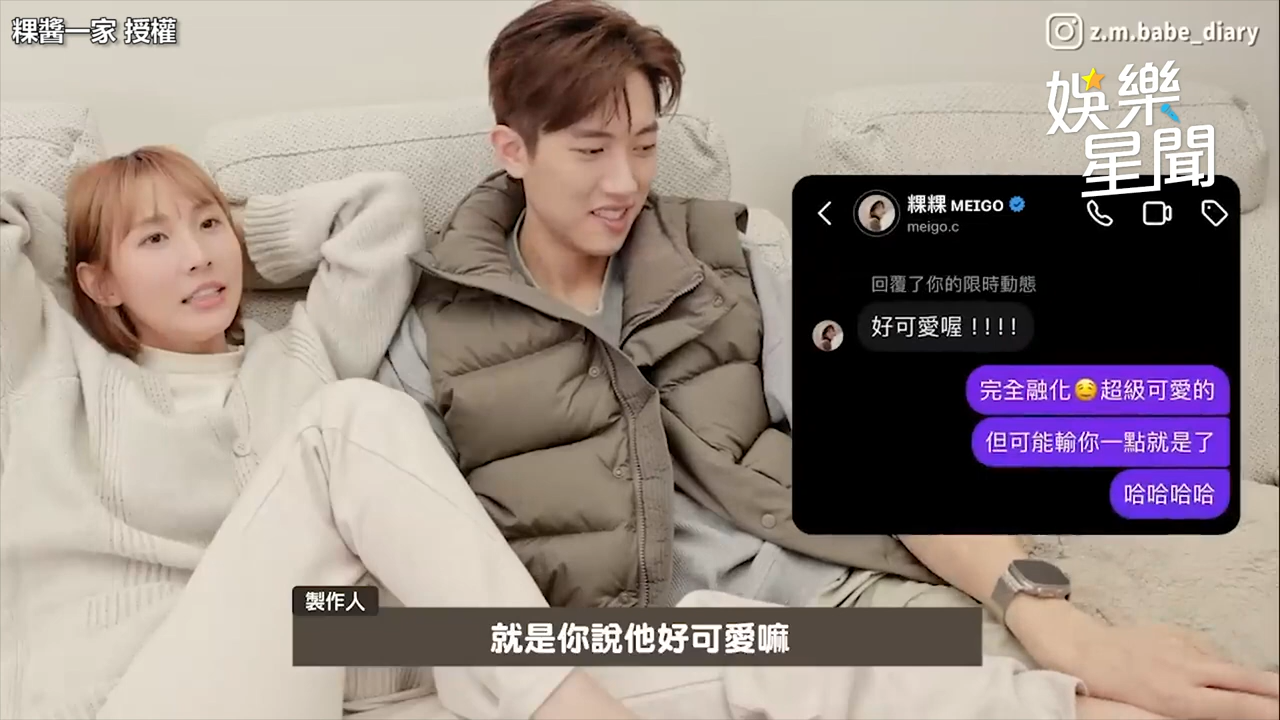 粿醬一家 授權
z.m.babe_diary
娛樂
星聞
粿粿 MEIGO
meigo.c
回覆了你的限時動態
好可愛喔！！！！
完全融化🤤超級可愛的
但可能輸你一點就是了
哈哈哈哈
製作人
就是你說他好可愛嘛